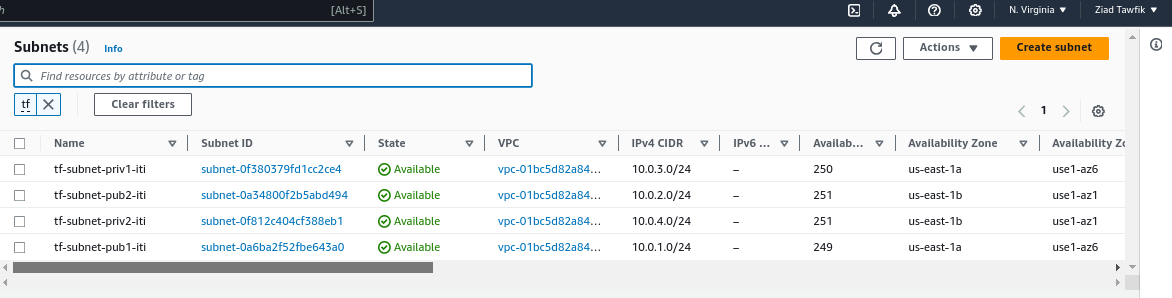 h [Alt+S] N. Virginia Ziad Tawfik
Subnets (4) Info Actions Create subnet
Find resources by attribute or tag
tf Clear filters
1
Name Subnet ID State VPC IPv4 CIDR IPv6 ... Availab... Availability Zone Availability Zo
tf-subnet-priv1-iti subnet-0f380379fd1cc2ce4 Available vpc-01bc5d82a84... 10.0.3.0/24 – 250 us-east-1a use1-az6
tf-subnet-pub2-iti subnet-0a34800f2b5abd494 Available vpc-01bc5d82a84... 10.0.2.0/24 – 251 us-east-1b use1-az1
tf-subnet-priv2-iti subnet-0f812c404cf388eb1 Available vpc-01bc5d82a84... 10.0.4.0/24 – 251 us-east-1b use1-az1
tf-subnet-pub1-iti subnet-0a6ba2f52fbe643a0 Available vpc-01bc5d82a84... 10.0.1.0/24 – 249 us-east-1a use1-az6